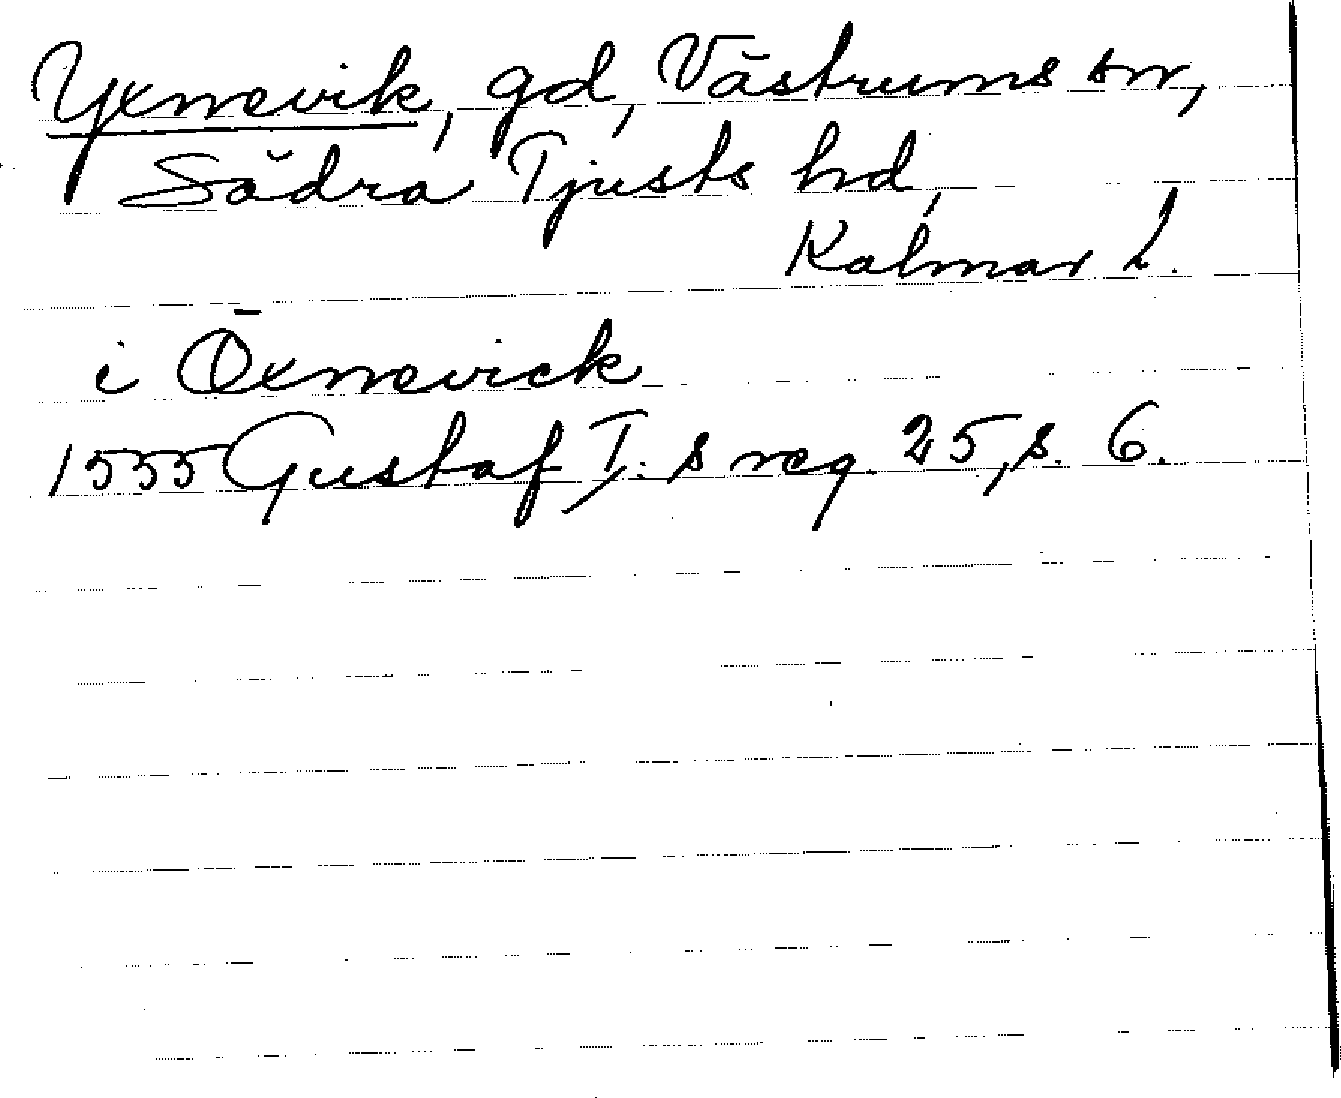 Yxnevik, gd, Västrums sn,
Södra Tjusts hd,
Kalmar l.
i Öxnevick
1555 Gustaf I:s reg. 25, s. 6.